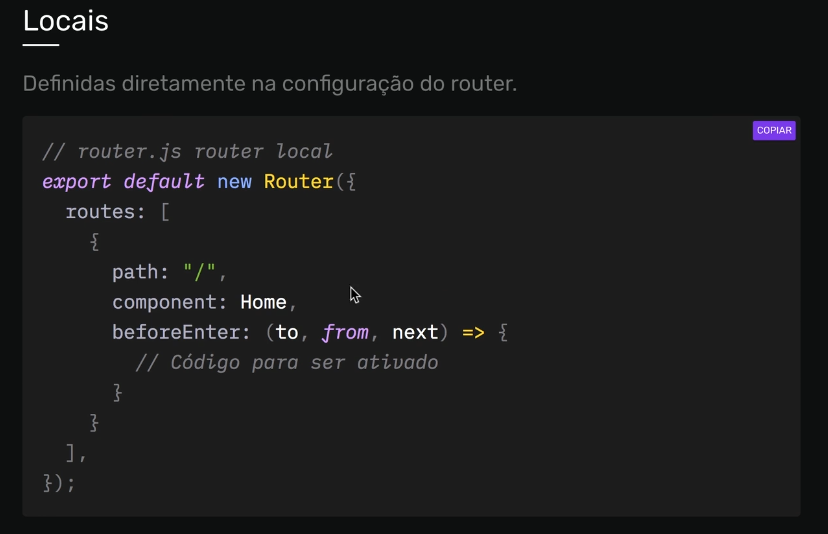 Locais
Definidas diretamente na configuração do router.
COPIAR
// router.js router local
export default new Router({
  routes: [
    {
      path: "/",
      component: Home,
      beforeEnter: (to, from, next) => {
        // Código para ser ativado
      }
    }
  ],
});